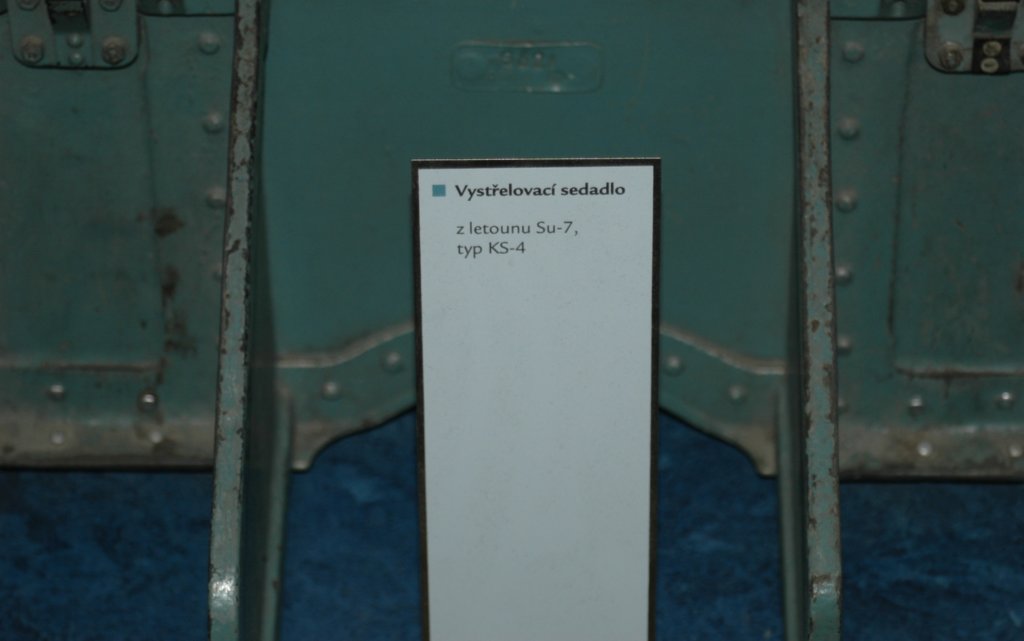 Vystřelovací sedadlo
z letounu Su-7,
typ KS-4